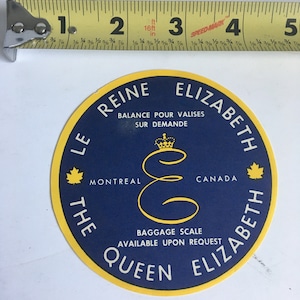 1 2 3 4 5
LE REINE ELIZABETH
BALANCE POUR VALISES
SUR DEMANDE
E
MONTREAL CANADA
BAGGAGE SCALE
AVAILABLE UPON REQUEST
THE QUEEN ELIZABETH